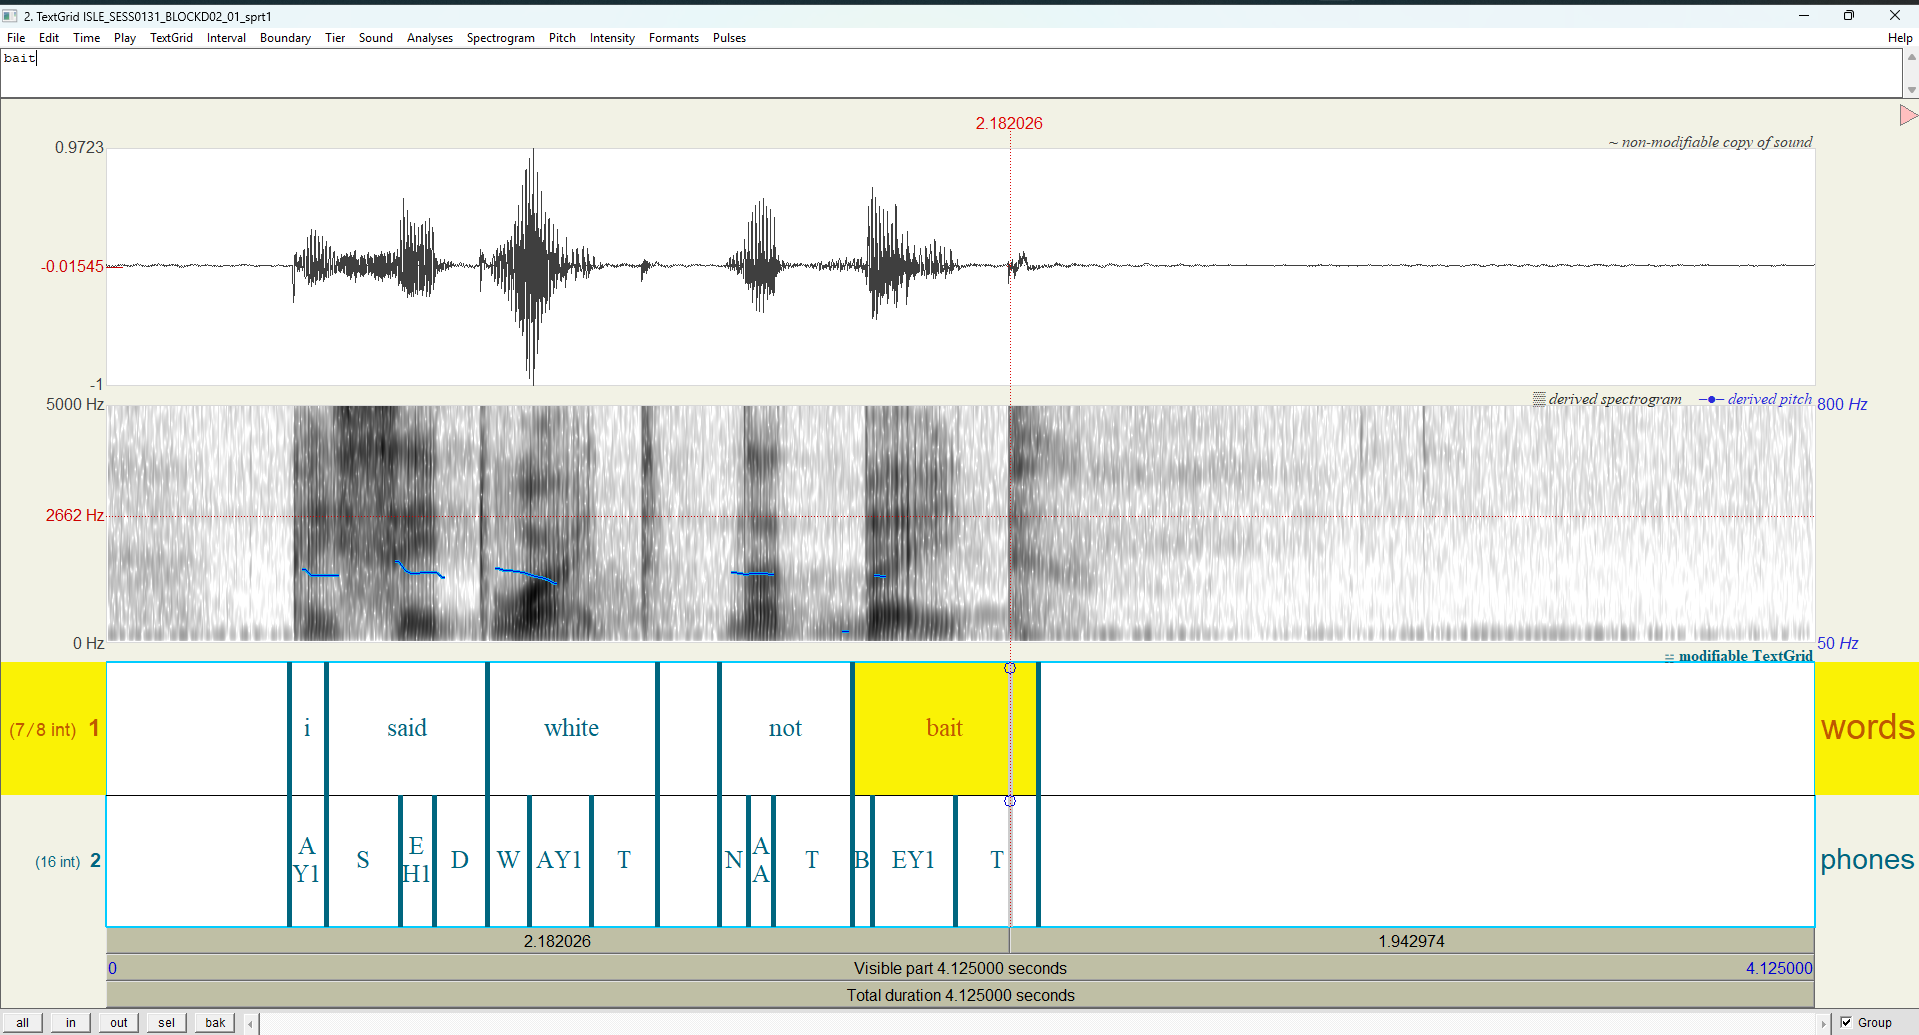 2. TextGrid ISLE_SESS0131_BLOCKD02_01_sprt1
File Edit Time Play TextGrid Interval Boundary Tier Sound Analyses Spectrogram Pitch Intensity Formants Pulses Help
bait
2.182026
0.9723
~ non-modifiable copy of sound
-0.01545
-1
5000 Hz
derived spectrogram
derived pitch
800 Hz
2662 Hz
0 Hz
50 Hz
modifiable TextGrid
(7/8 int) 1 i said white not bait words
(16 int) 2 AY1 S EH1 D W AY1 T N AA T B EY1 T phones
2.182026 1.942974
0 Visible part 4.125000 seconds 4.125000
Total duration 4.125000 seconds
all in out sel bak Group